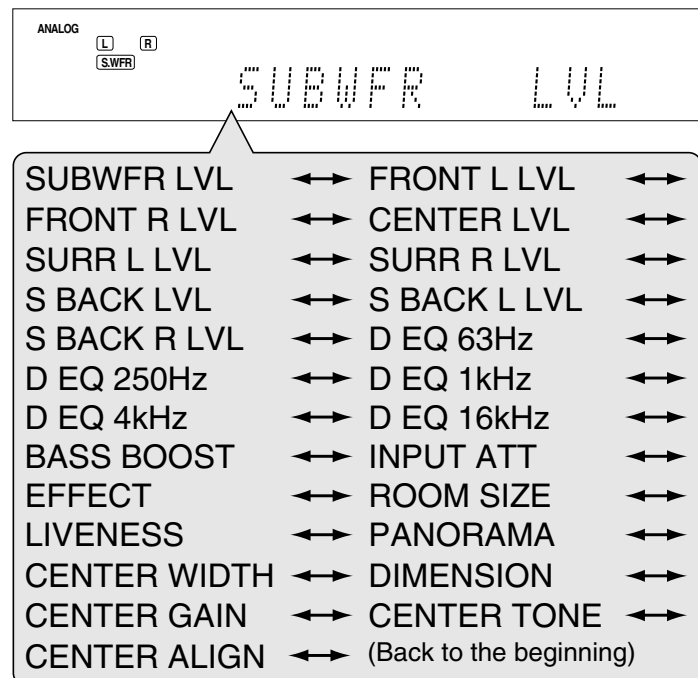 ANALOG
L R
S.WFR
SUBWFR LVL
SUBWFR LVL ↔ FRONT L LVL ↔
FRONT R LVL ↔ CENTER LVL ↔
SURR L LVL ↔ SURR R LVL ↔
S BACK LVL ↔ S BACK L LVL ↔
S BACK R LVL ↔ D EQ 63Hz ↔
D EQ 250Hz ↔ D EQ 1kHz ↔
D EQ 4kHz ↔ D EQ 16kHz ↔
BASS BOOST ↔ INPUT ATT ↔
EFFECT ↔ ROOM SIZE ↔
LIVENESS ↔ PANORAMA ↔
CENTER WIDTH ↔ DIMENSION ↔
CENTER GAIN ↔ CENTER TONE ↔
CENTER ALIGN ↔ (Back to the beginning)